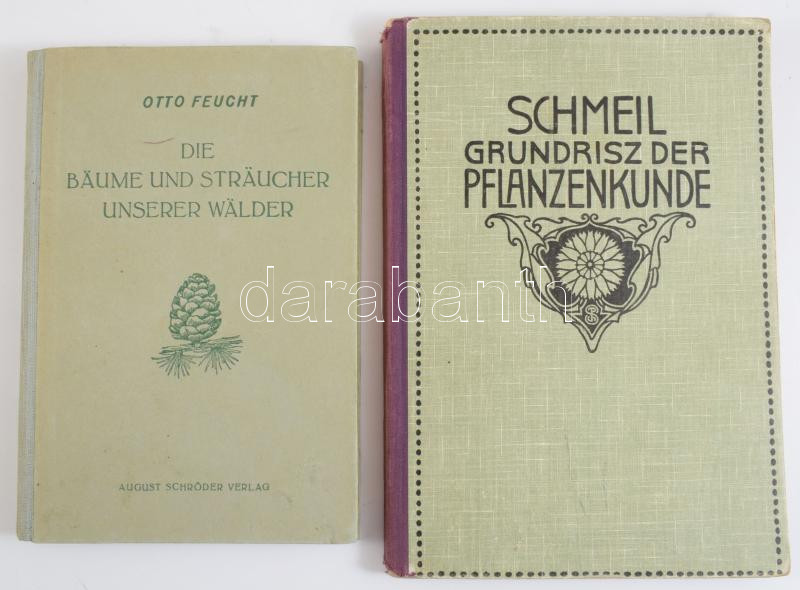 OTTO FEUCHT
DIE
BÄUME UND STRÄUCHER
UNSERER WÄLDER
AUGUST SCHRÖDER VERLAG
SCHMEIL
GRUNDRISZ DER
PFLANZENKUNDE
darabanth